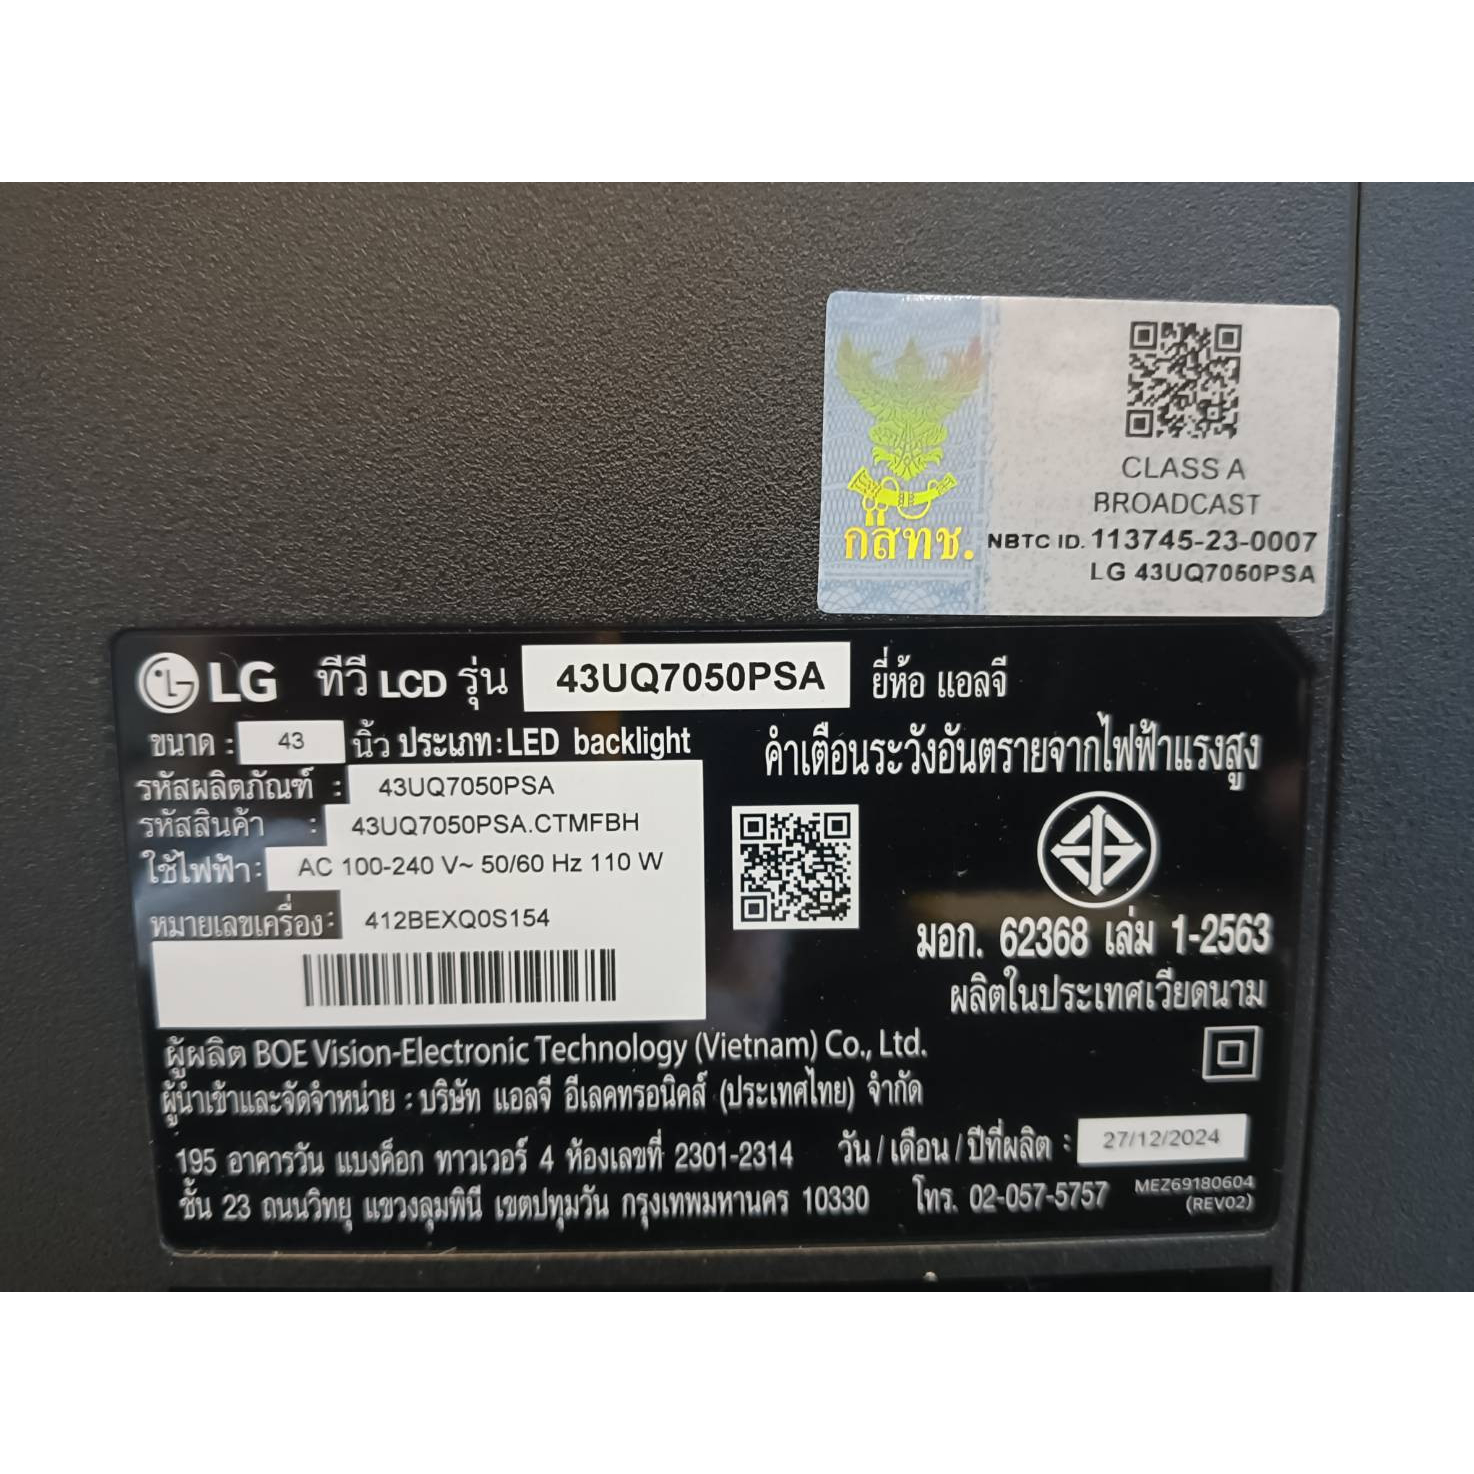 กสทช.
CLASS A
BROADCAST
NBTC ID. 113745-23-0007
LG 43UQ7050PSA
LG ทีวี LCD รุ่น 43UQ7050PSA ยี่ห้อ แอลจี
ขนาด : 43 นิ้ว ประเภท : LED backlight
คำเตือนระวังอันตรายจากไฟฟ้าแรงสูง
รหัสผลิตภัณฑ์ : 43UQ7050PSA
รหัสสินค้า : 43UQ7050PSA.CTMFBH
ใช้ไฟฟ้า : AC 100-240 V~ 50/60 Hz 110 W
หมายเลขเครื่อง : 412BEXQ0S154
มอก. 62368 เล่ม 1-2563
ผลิตในประเทศเวียดนาม
ผู้ผลิต BOE Vision-Electronic Technology (Vietnam) Co., Ltd.
ผู้นำเข้าและจัดจำหน่าย : บริษัท แอลจี อีเลคทรอนิคส์ (ประเทศไทย) จำกัด
195 อาคารวัน แบงค็อก ทาวเวอร์ 4 ห้องเลขที่ 2301-2314
วัน / เดือน / ปีที่ผลิต : 27/12/2024
ชั้น 23 ถนนวิทยุ แขวงลุมพินี เขตปทุมวัน กรุงเทพมหานคร 10330
โทร. 02-057-5757
MEZ69180604
(REV02)